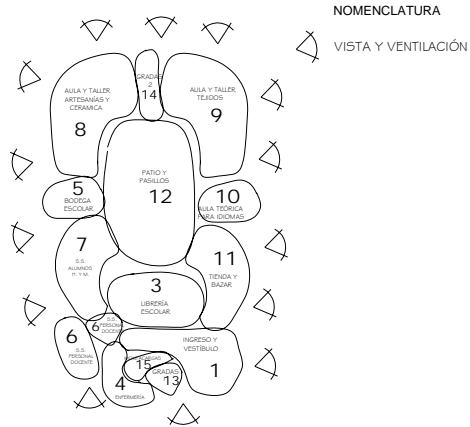 NOMENCLATURA
VISTA Y VENTILACIÓN
GRADAS
2
14
AULA Y TALLER
ARTESANÍAS Y
CERAMICA
8
AULA Y TALLER
TEJIDOS
9
PATIO Y
PASILLOS
12
5
BODEGA
ESCOLAR
10
AULA TEÓRICA
PARA IDIOMAS
7
S.S.
ALUMNOS
H. Y M.
11
TIENDA Y
BAZAR
3
LIBRERÍA
ESCOLAR
6
S.S.
PERSONAL
DOCENTE
6
S.S.
PERSONAL
DOCENTE
INGRESO Y
VESTÍBULO
1
15
GRADAS
13
4
ENFERMERÍA